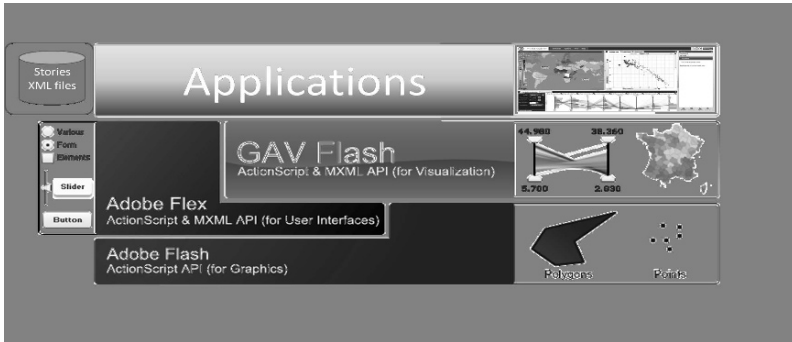 Stories
XML files
Applications
Various
Form
Elements
Slider
Button
GAV Flash
ActionScript & MXML API (for Visualization)
44.980 38.360
5.700 2.030
Adobe Flex
ActionScript & MXML API (for User Interfaces)
Adobe Flash
ActionScript API (for Graphics)
Polygons Points